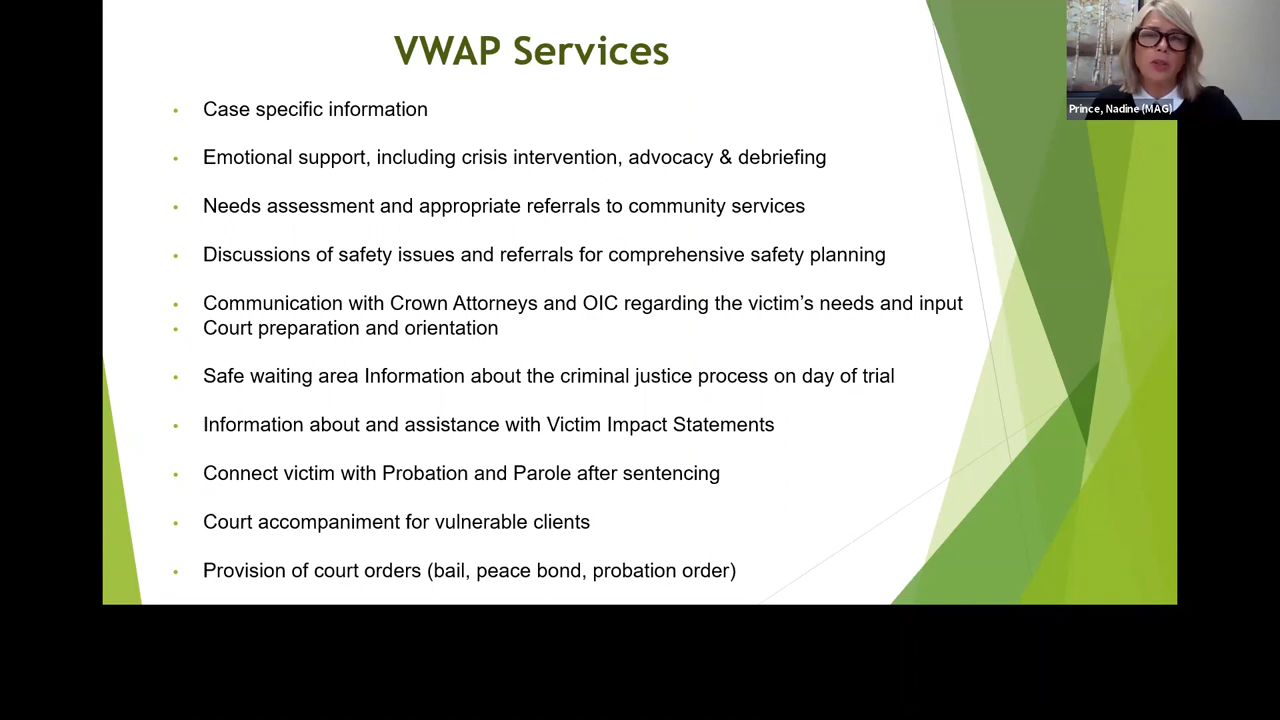 VWAP Services
Prince, Nadine (MAG)
• Case specific information
• Emotional support, including crisis intervention, advocacy & debriefing
• Needs assessment and appropriate referrals to community services
• Discussions of safety issues and referrals for comprehensive safety planning
• Communication with Crown Attorneys and OIC regarding the victim’s needs and input
• Court preparation and orientation
• Safe waiting area Information about the criminal justice process on day of trial
• Information about and assistance with Victim Impact Statements
• Connect victim with Probation and Parole after sentencing
• Court accompaniment for vulnerable clients
• Provision of court orders (bail, peace bond, probation order)